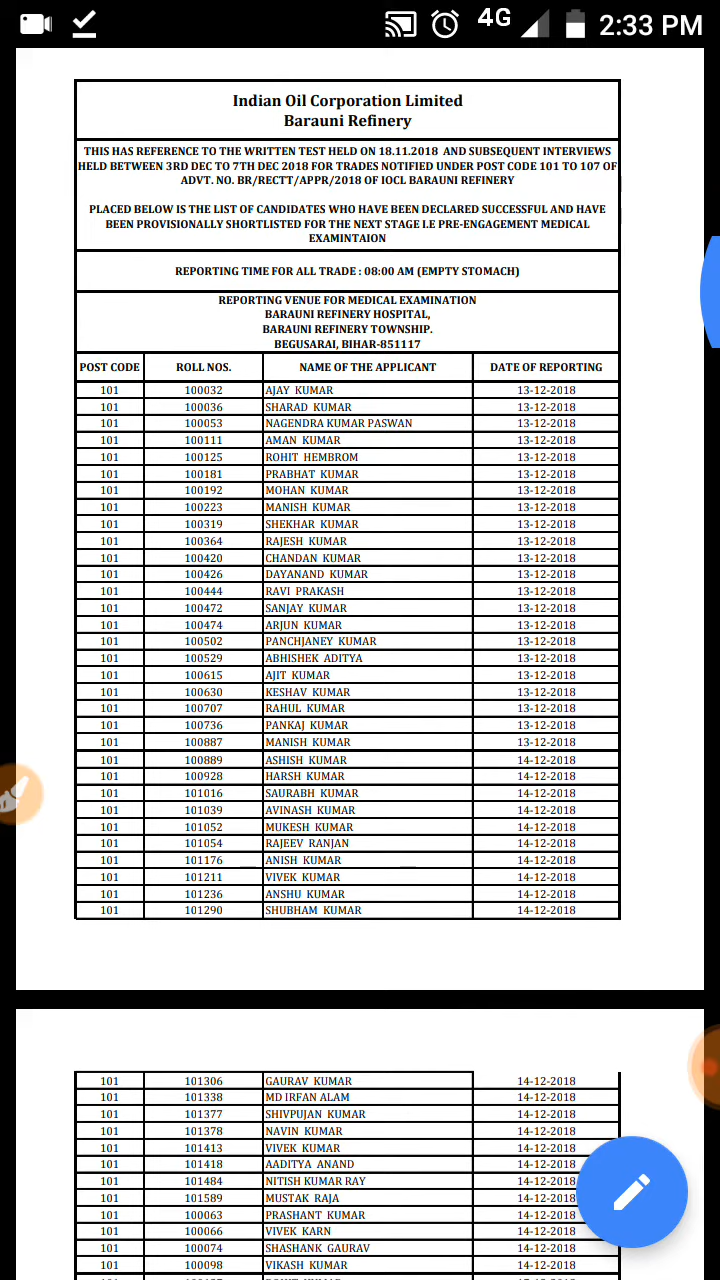 4G 2:33 PM
Indian Oil Corporation Limited
Barauni Refinery
THIS HAS REFERENCE TO THE WRITTEN TEST HELD ON 18.11.2018 AND SUBSEQUENT INTERVIEWS
HELD BETWEEN 3RD DEC TO 7TH DEC 2018 FOR TRADES NOTIFIED UNDER POST CODE 101 TO 107 OF
ADVT. NO. BR/RECTT/APPR/2018 OF IOCL BARAUNI REFINERY
PLACED BELOW IS THE LIST OF CANDIDATES WHO HAVE BEEN DECLARED SUCCESSFUL AND HAVE
BEEN PROVISIONALLY SHORTLISTED FOR THE NEXT STAGE I.E PRE-ENGAGEMENT MEDICAL
EXAMINTAION
REPORTING TIME FOR ALL TRADE : 08:00 AM (EMPTY STOMACH)
REPORTING VENUE FOR MEDICAL EXAMINATION
BARAUNI REFINERY HOSPITAL,
BARAUNI REFINERY TOWNSHIP.
BEGUSARAI, BIHAR-851117
POST CODE ROLL NOS. NAME OF THE APPLICANT DATE OF REPORTING
101 100032 AJAY KUMAR 13-12-2018
101 100036 SHARAD KUMAR 13-12-2018
101 100053 NAGENDRA KUMAR PASWAN 13-12-2018
101 100111 AMAN KUMAR 13-12-2018
101 100125 ROHIT HEMBROM 13-12-2018
101 100181 PRABHAT KUMAR 13-12-2018
101 100192 MOHAN KUMAR 13-12-2018
101 100223 MANISH KUMAR 13-12-2018
101 100319 SHEKHAR KUMAR 13-12-2018
101 100364 RAJESH KUMAR 13-12-2018
101 100420 CHANDAN KUMAR 13-12-2018
101 100426 DAYANAND KUMAR 13-12-2018
101 100444 RAVI PRAKASH 13-12-2018
101 100472 SANJAY KUMAR 13-12-2018
101 100474 ARJUN KUMAR 13-12-2018
101 100502 PANCHJANEY KUMAR 13-12-2018
101 100529 ABHISHEK ADITYA 13-12-2018
101 100615 AJIT KUMAR 13-12-2018
101 100630 KESHAV KUMAR 13-12-2018
101 100707 RAHUL KUMAR 13-12-2018
101 100736 PANKAJ KUMAR 13-12-2018
101 100887 MANISH KUMAR 13-12-2018
101 100889 ASHISH KUMAR 14-12-2018
101 100928 HARSH KUMAR 14-12-2018
101 101016 SAURABH KUMAR 14-12-2018
101 101039 AVINASH KUMAR 14-12-2018
101 101052 MUKESH KUMAR 14-12-2018
101 101054 RAJEEV RANJAN 14-12-2018
101 101176 ANISH KUMAR 14-12-2018
101 101211 VIVEK KUMAR 14-12-2018
101 101236 ANSHU KUMAR 14-12-2018
101 101290 SHUBHAM KUMAR 14-12-2018
101 101306 GAURAV KUMAR 14-12-2018
101 101338 MD IRFAN ALAM 14-12-2018
101 101377 SHIVPUJAN KUMAR 14-12-2018
101 101378 NAVIN KUMAR 14-12-2018
101 101413 VIVEK KUMAR 14-12-2018
101 101418 AADITYA ANAND 14-12-2018
101 101484 NITISH KUMAR RAY 14-12-2018
101 101589 MUSTAK RAJA 14-12-2018
101 100063 PRASHANT KUMAR 14-12-2018
101 100066 VIVEK KARN 14-12-2018
101 100074 SHASHANK GAURAV 14-12-2018
101 100098 VIKASH KUMAR 14-12-2018